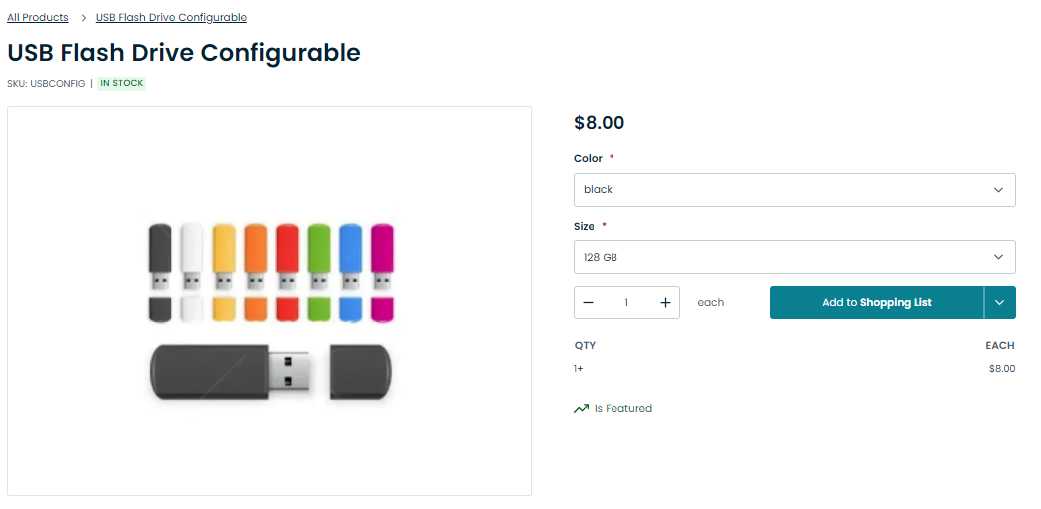 All Products > USB Flash Drive Configurable
USB Flash Drive Configurable
SKU: USBCONFIG | IN STOCK
$8.00
Color *
black
Size *
128 GB
− 1 + each Add to Shopping List
QTY EACH
1+ $8.00
Is Featured